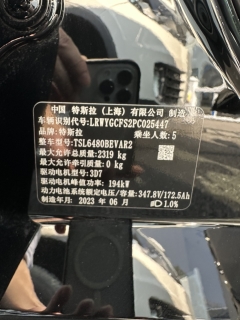 中国 特斯拉（上海）有限公司 制造
车辆识别代号:LRWYGCFS2PC025447
品牌:特斯拉 乘坐人数:5
整车型号:TSL6480BEVAR2
最大允许总质量:2319 kg
最大允许牵引质量:0 kg
驱动电机型号:3D7
驱动电机峰值功率:194kW
动力电池系统额定电压/容量:347.8V/172.5Ah
制造年月:2023 年 06 月 1.0%